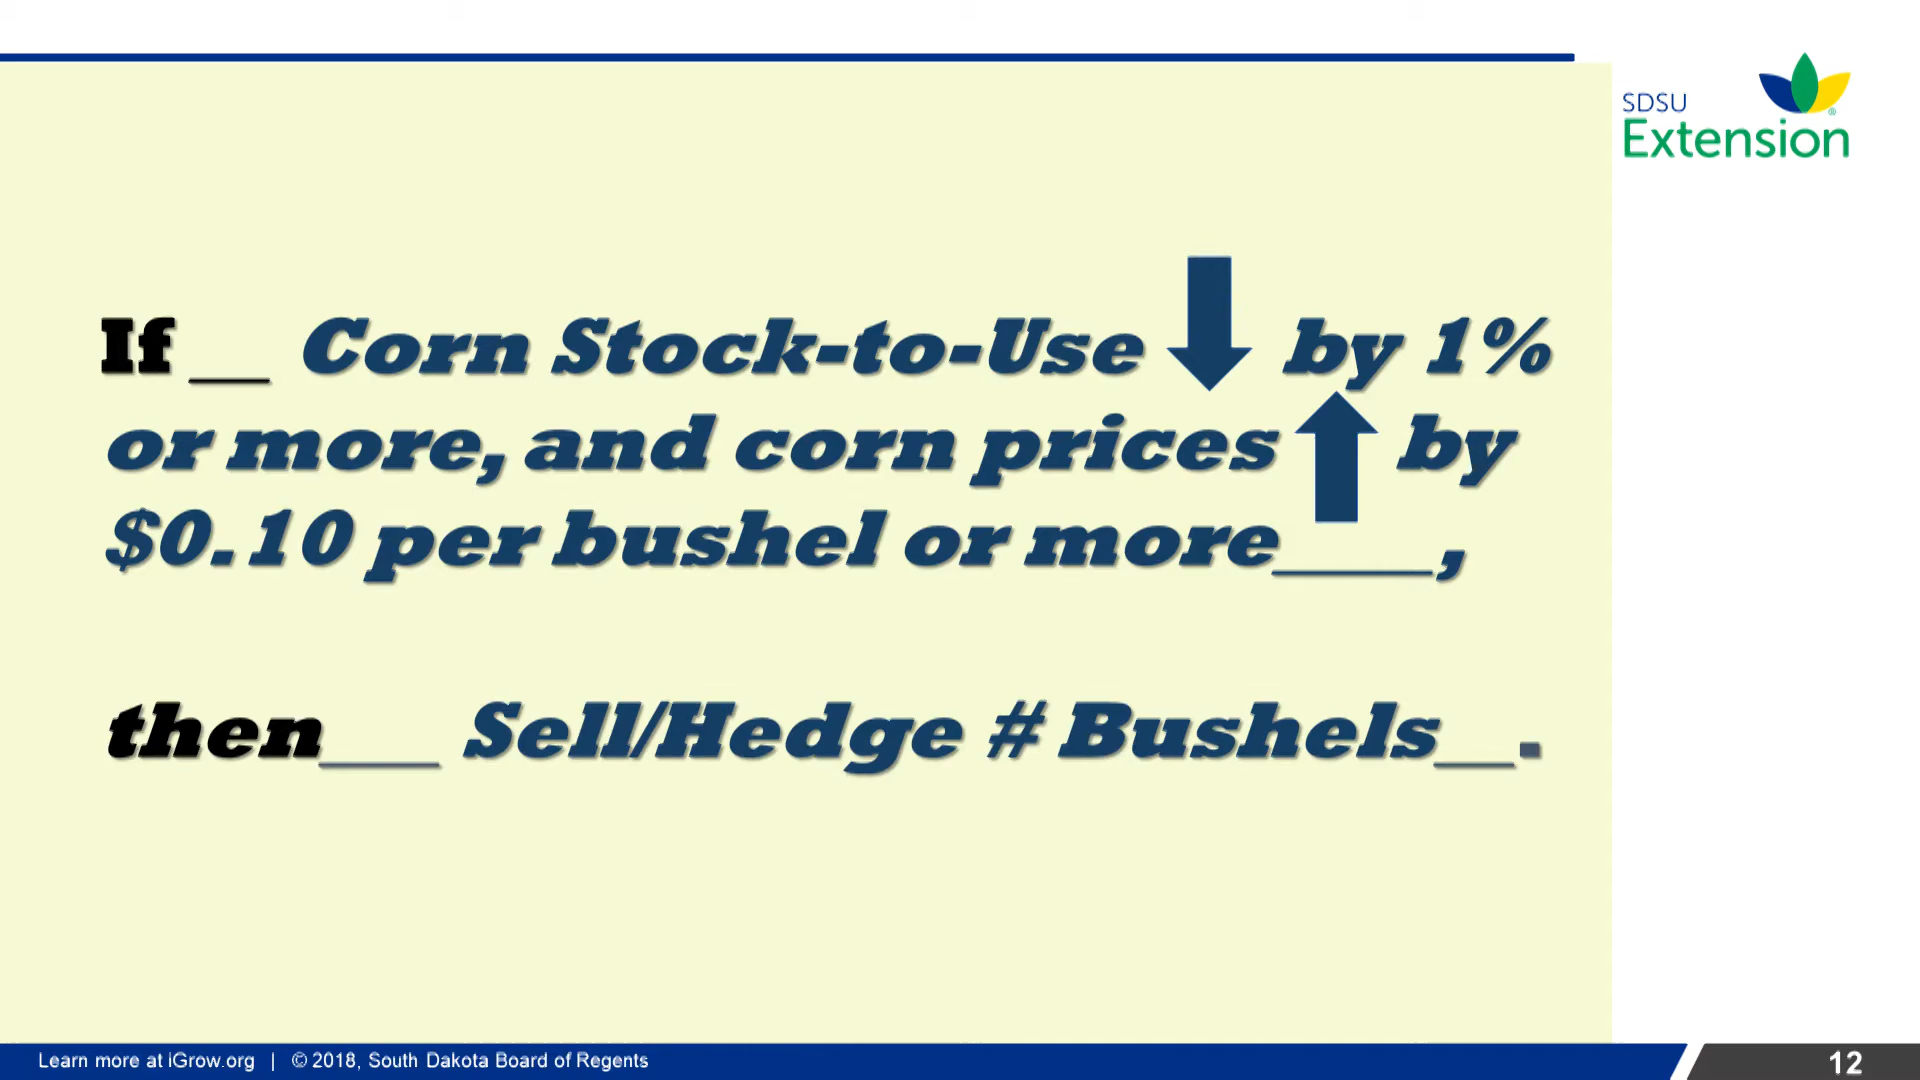 SDSU
Extension®
If __ Corn Stock-to-Use by 1%
or more, and corn prices by
$0.10 per bushel or more____,
then___ Sell/Hedge # Bushels__.
Learn more at iGrow.org | © 2018, South Dakota Board of Regents
12